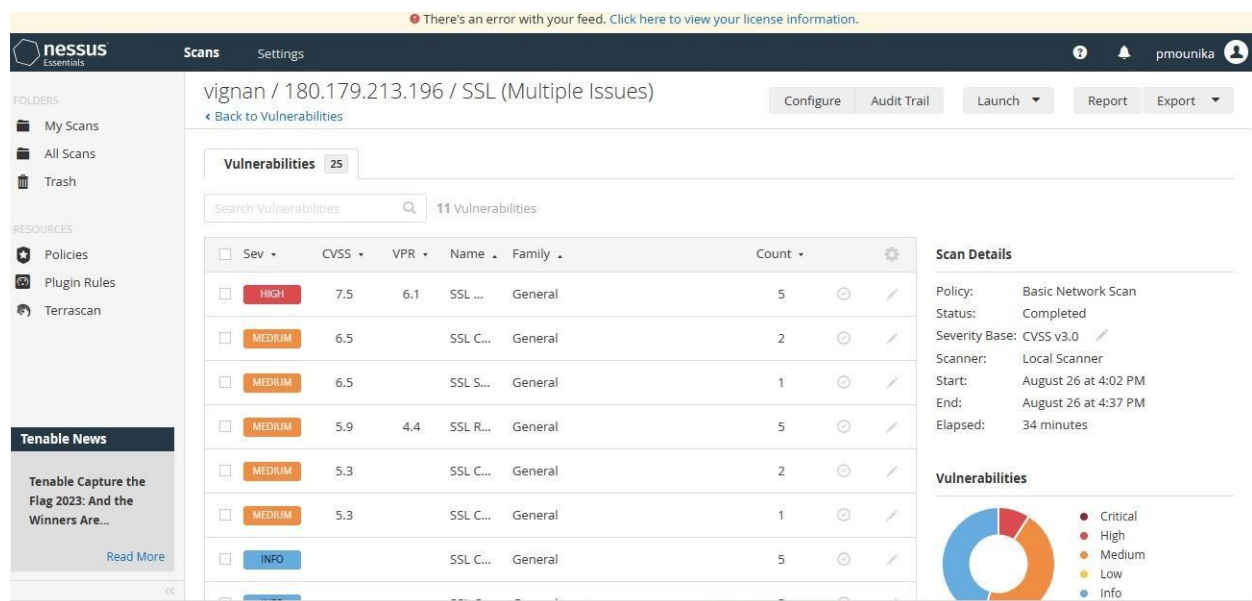 There's an error with your feed. Click here to view your license information.
nessus
Essentials
Scans
Settings
pmounika
FOLDERS
My Scans
All Scans
Trash
RESOURCES
Policies
Plugin Rules
Terrascan
Tenable News
Tenable Capture the
Flag 2023: And the
Winners Are...
Read More
vignan / 180.179.213.196 / SSL (Multiple Issues)
Back to Vulnerabilities
Configure Audit Trail Launch Report Export
Vulnerabilities 25
Search Vulnerabilities
11 Vulnerabilities
Sev CVSS VPR Name Family Count
HIGH 7.5 6.1 SSL ... General 5
MEDIUM 6.5 SSL C... General 2
MEDIUM 6.5 SSL S... General 1
MEDIUM 5.9 4.4 SSL R... General 5
MEDIUM 5.3 SSL C... General 2
MEDIUM 5.3 SSL C... General 1
INFO SSL C... General 5
Scan Details
Policy: Basic Network Scan
Status: Completed
Severity Base: CVSS v3.0
Scanner: Local Scanner
Start: August 26 at 4:02 PM
End: August 26 at 4:37 PM
Elapsed: 34 minutes
Vulnerabilities
Critical
High
Medium
Low
Info